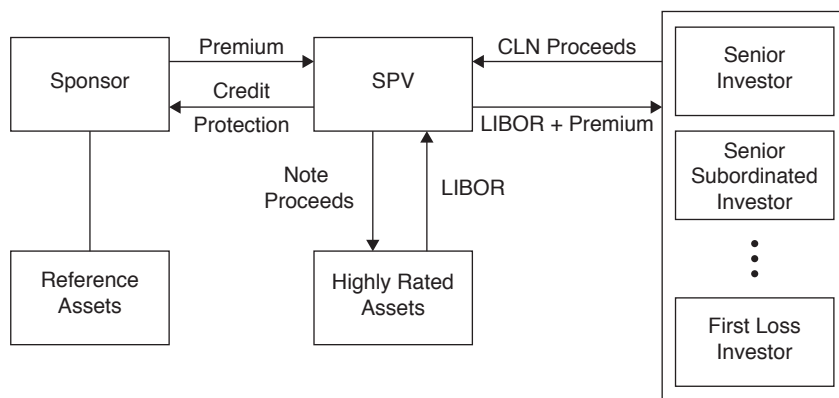 Premium
CLN Proceeds
Sponsor
SPV
Senior
Investor
Credit
Protection
LIBOR + Premium
Note
Proceeds
LIBOR
Senior
Subordinated
Investor
Reference
Assets
Highly Rated
Assets
First Loss
Investor